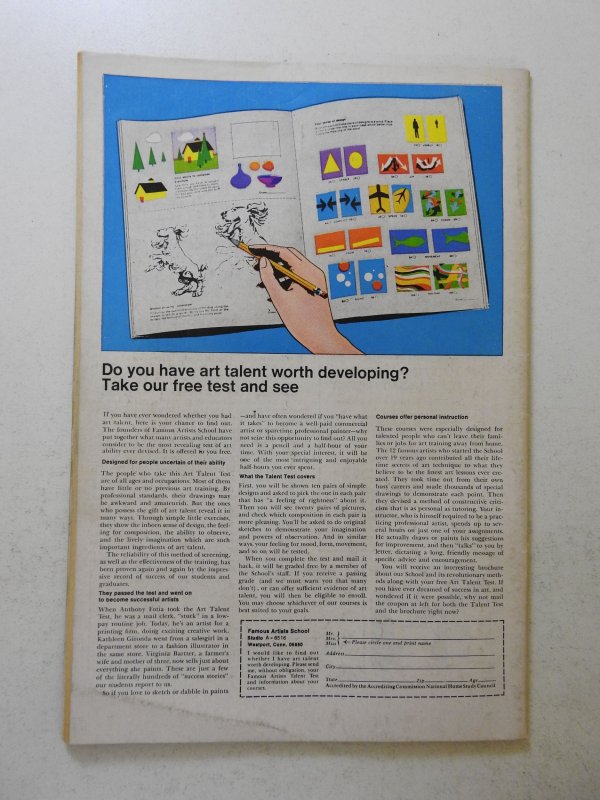 Do you have art talent worth developing?
Take our free test and see
If you have ever wondered whether you had
art talent, here is your chance to find out.
The founders of Famous Artists School have
put together what many artists and educators
consider to be the most revealing test of art
ability ever devised. It is offered to you free.
Designed for people uncertain of their ability
The people who take this Art Talent Test
are of all ages and occupations. Most of them
have little or no previous art training. By
professional standards, their drawings may
be awkward and amateurish. But the ones
who possess the gift of art talent reveal it in
many ways. Through simple little exercises,
they show the inborn sense of design, the feel-
ing for composition, the ability to observe,
and the lively imagination which are such
important ingredients of art talent.
The reliability of this method of screening,
as well as the effectiveness of the training, has
been proven again and again by the impres-
sive record of success of our students and
graduates.
They passed the test and went on
to become successful artists
When Anthony Fotia took the Art Talent
Test, he was a mail clerk, "stuck" in a low-
pay routine job. Today, he's an artist for a
printing firm, doing exciting creative work.
Kathleen Gironda went from a salesgirl in a
department store to a fashion illustrator in
the same store. Virginia Bartter, a farmer's
wife and mother of three, now sells just about
everything she paints. These are just a few
of the literally hundreds of "success stories"
our students report to us.
So if you love to sketch or dabble in paints
—and have often wondered if you "have what
it takes" to become a well-paid commercial
artist or sparetime professional painter—why
not seize this opportunity to find out? All you
need is a pencil and a half-hour of your
time. With your special interest, it will be
one of the most intriguing and enjoyable
half-hours you ever spent.
What the Talent Test covers
First, you will be shown ten pairs of simple
designs and asked to pick the one in each pair
that has "a feeling of rightness" about it.
Then you will see twenty pairs of pictures,
and check which composition in each pair is
more pleasing. You'll be asked to do original
sketches to demonstrate your imagination
and powers of observation. And in similar
ways, your feeling for mood, form, movement,
and so on will be tested.
When you complete the test and mail it
back, it will be graded free by a member of
the School's staff. If you receive a passing
grade (and we must warn you that many
don't), or can offer sufficient evidence of art
talent, you will then be eligible to enroll.
You may choose whichever of our courses is
best suited to your goals.
Courses offer personal instruction
These courses were especially designed for
talented people who can't leave their fami-
lies or jobs for art training away from home.
The 12 famous artists who started the School
over 19 years ago contributed all their life-
time secrets of art technique to what they
believe to be the finest art lessons ever cre-
ated. They took time out from their own
busy careers and made thousands of special
drawings to demonstrate each point. Then
they devised a method of constructive criti-
cism that is as personal as tutoring. Your in-
structor, who is himself required to be a prac-
ticing professional artist, spends up to sev-
eral hours on just one of your assignments.
He actually draws or paints his suggestions
for improvement, and then "talks" to you by
letter, dictating a long, friendly message of
specific advice and encouragement.
You will receive an interesting brochure
about our School and its revolutionary meth-
ods along with your free Art Talent Test. If
you have ever dreamed of success in art, and
wondered if it were possible, why not mail
the coupon at left for both the Talent Test
and the brochure right now?
Famous Artists School
Studio A-6516
Westport, Conn. 06880
I would like to find out
whether I have art talent
worth developing. Please send
me, without obligation, your
Famous Artists Talent Test
and information about your
courses.
Mr.
Mrs.
Miss
Please circle one and print name
Address
City
State Zip Age
Accredited by the Accrediting Commission National Home Study Council